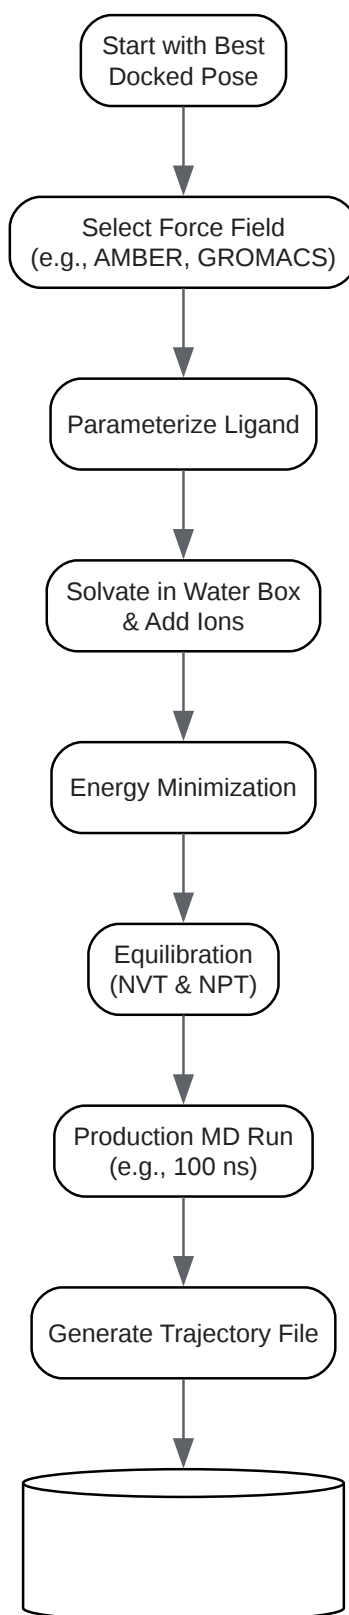 Start with Best
Docked Pose
Select Force Field
(e.g., AMBER, GROMACS)
Parameterize Ligand
Solvate in Water Box
& Add Ions
Energy Minimization
Equilibration
(NVT & NPT)
Production MD Run
(e.g., 100 ns)
Generate Trajectory File